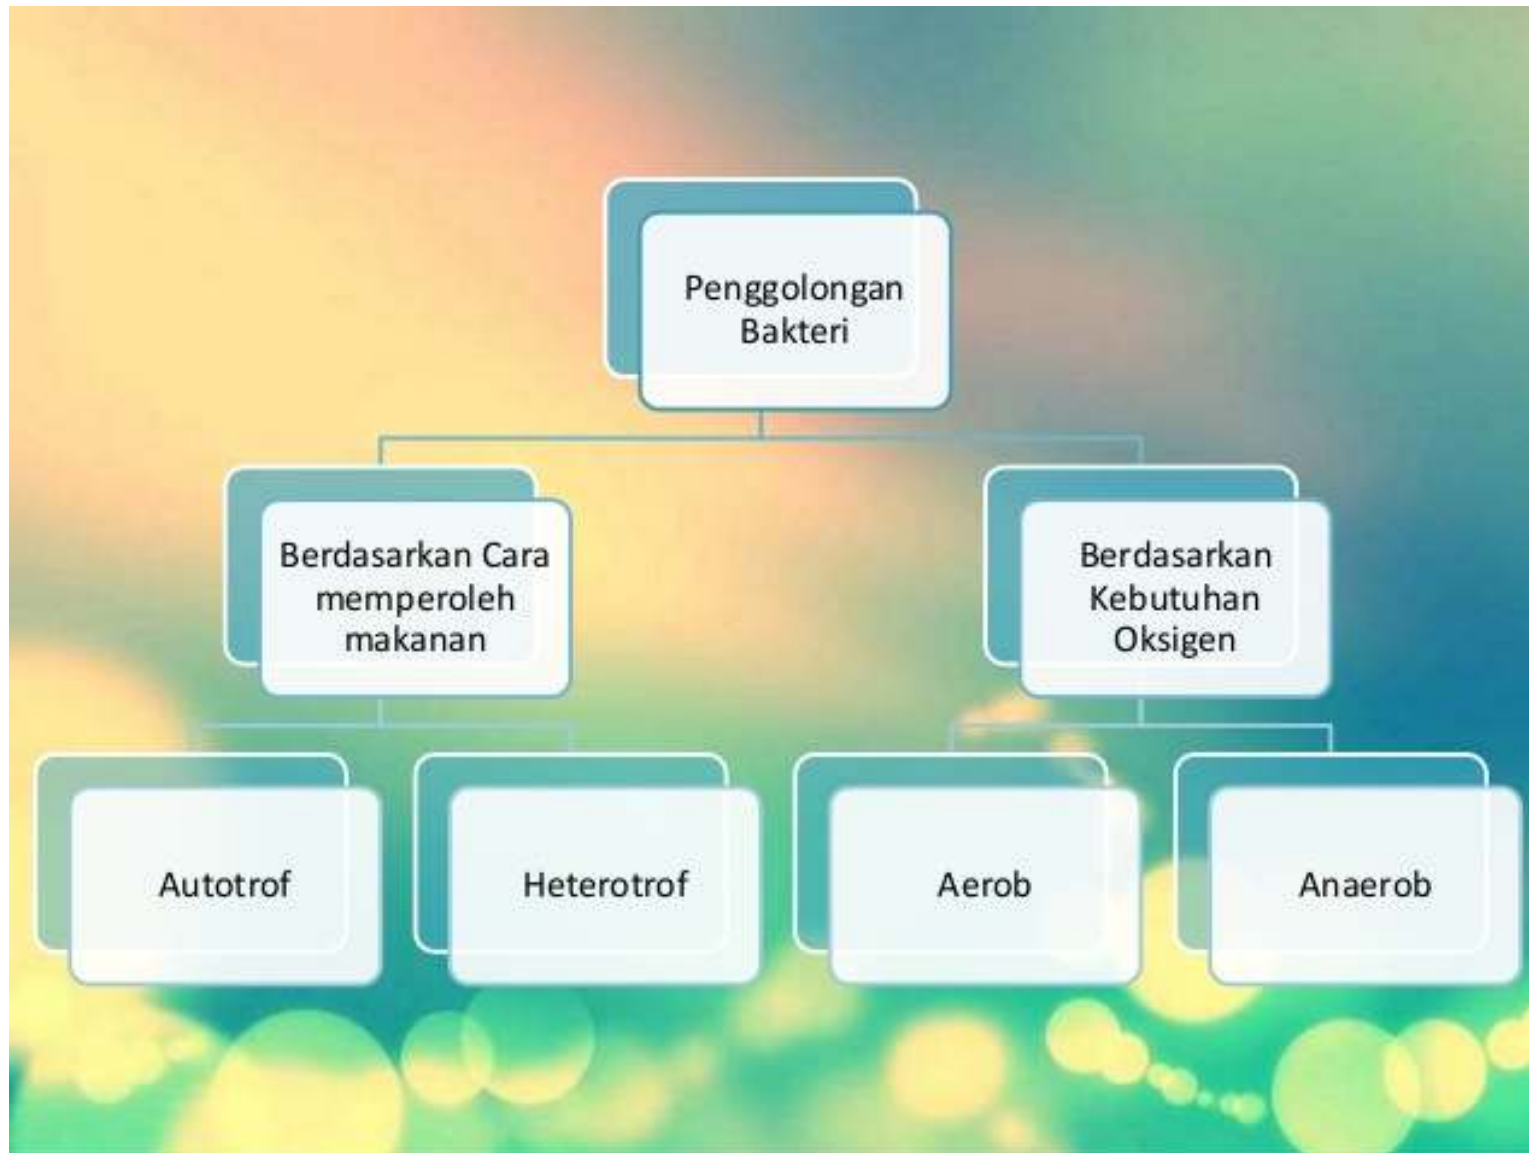 Penggolongan
Bakteri
Berdasarkan Cara
memperoleh
makanan
Berdasarkan
Kebutuhan
Oksigen
Autotrof
Heterotrof
Aerob
Anaerob